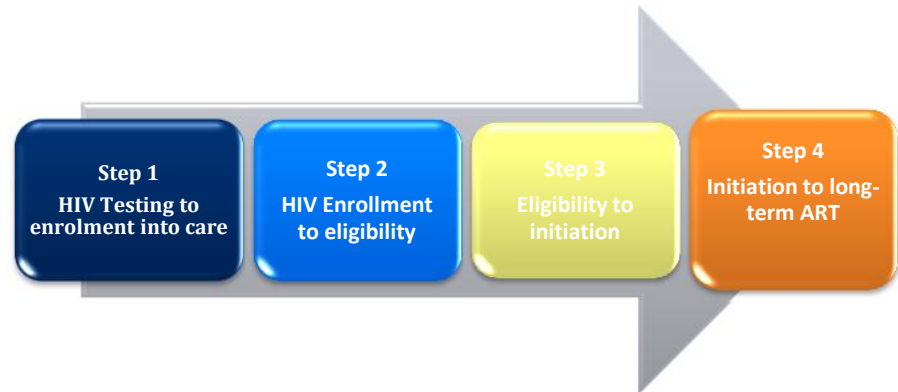 Step 1
HIV Testing to
enrolment into care
Step 2
HIV Enrollment
to eligibility
Step 3
Eligibility to
initiation
Step 4
Initiation to long-
term ART